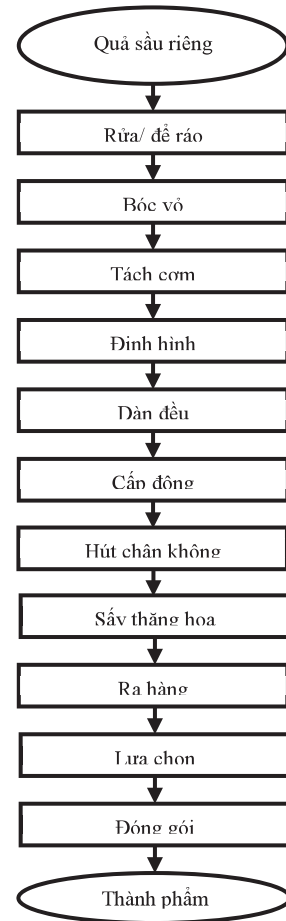 Quả sầu riêng
Rửa/ để ráo
Bóc vỏ
Tách cơm
Định hình
Dàn đều
Cấp đông
Hút chân không
Sấy thăng hoa
Ra hàng
Lựa chọn
Đóng gói
Thành phẩm